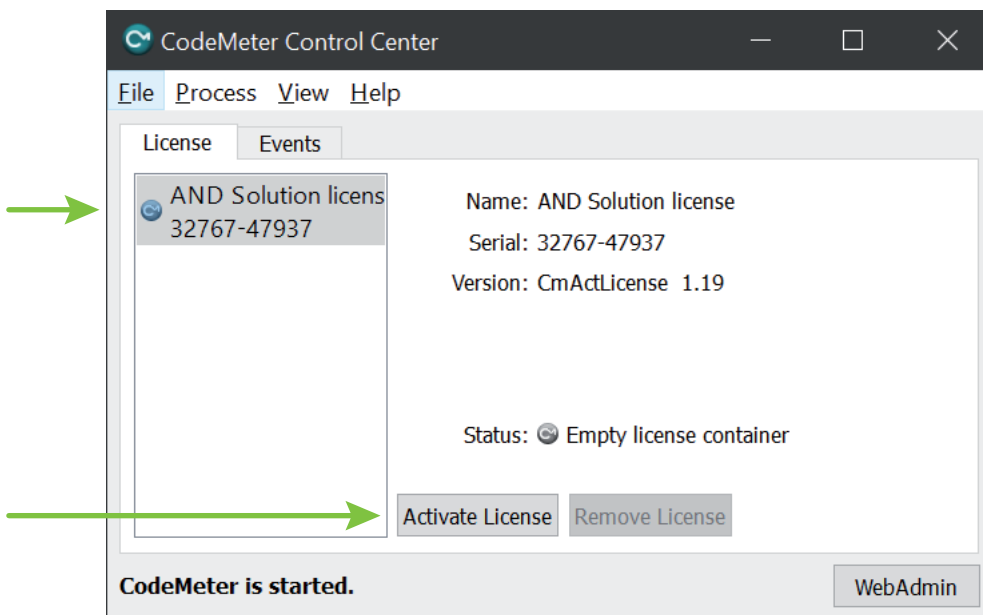 CodeMeter Control Center
File Process View Help
License Events
AND Solution licens
32767-47937
Name: AND Solution license
Serial: 32767-47937
Version: CmActLicense 1.19
Status: Empty license container
Activate License Remove License
CodeMeter is started.
WebAdmin